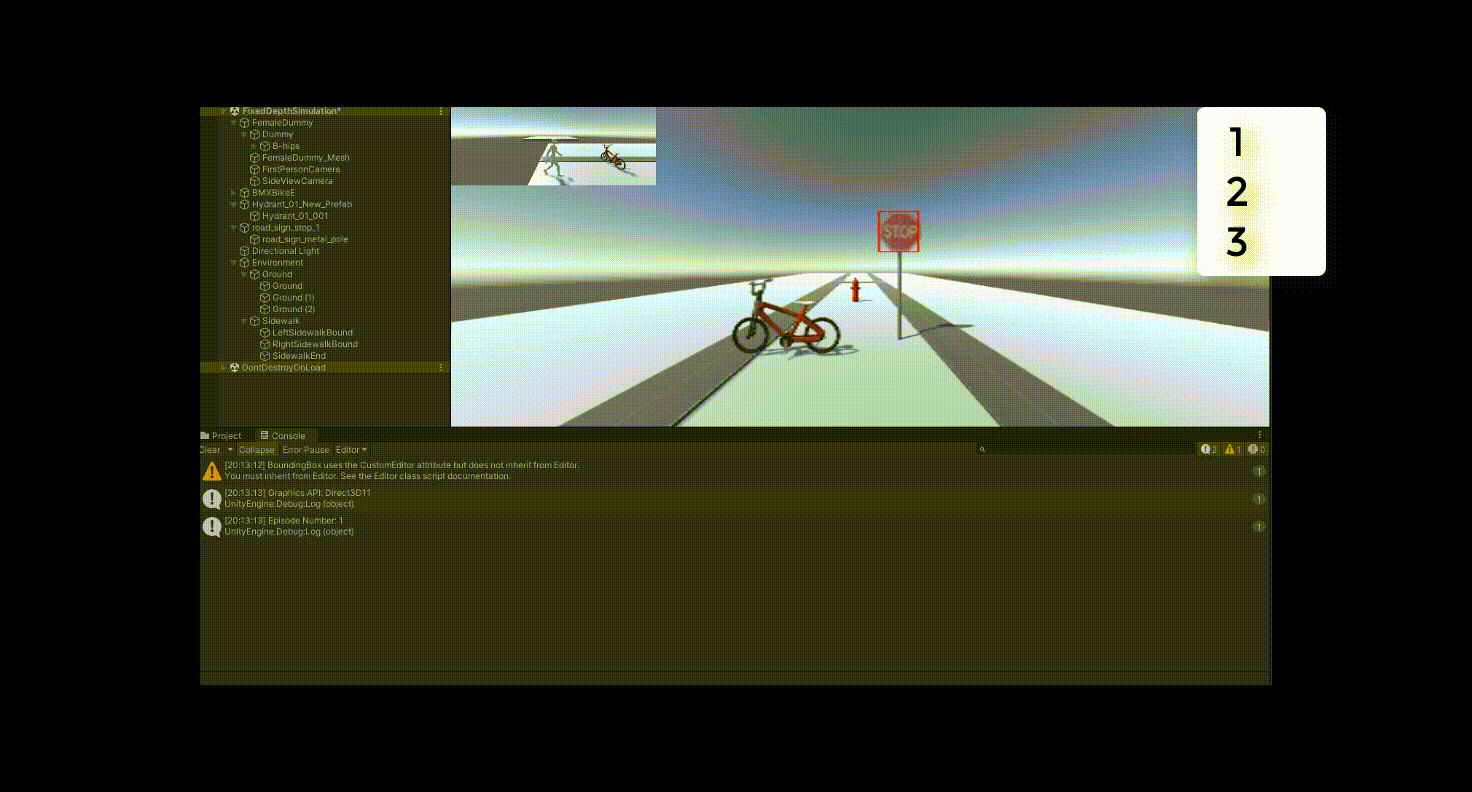 FixedDepthSimulation*
FemaleDummy
Dummy
B-hips
FemaleDummy_Mesh
FirstPersonCamera
SideViewCamera
BMXBikeE
Hydrant_01_New_Prefab
Hydrant_01_001
road_sign_stop_1
road_sign_metal_pole
Directional Light
Environment
Ground
Ground
Ground (1)
Ground (2)
Sidewalk
LeftSidewalkBound
RightSidewalkBound
SidewalkEnd
DontDestroyOnLoad
STOP
1
2
3
Project Console
Clear Collapse Error Pause Editor 2 1 0
[20:13:12] BoundingBox uses the CustomEditor attribute but does not inherit from Editor. 1
You must inherit from Editor. See the Editor class script documentation.
[20:13:13] Graphics API: Direct3D11 1
UnityEngine.Debug:Log (object)
[20:13:13] Episode Number: 1 1
UnityEngine.Debug:Log (object)